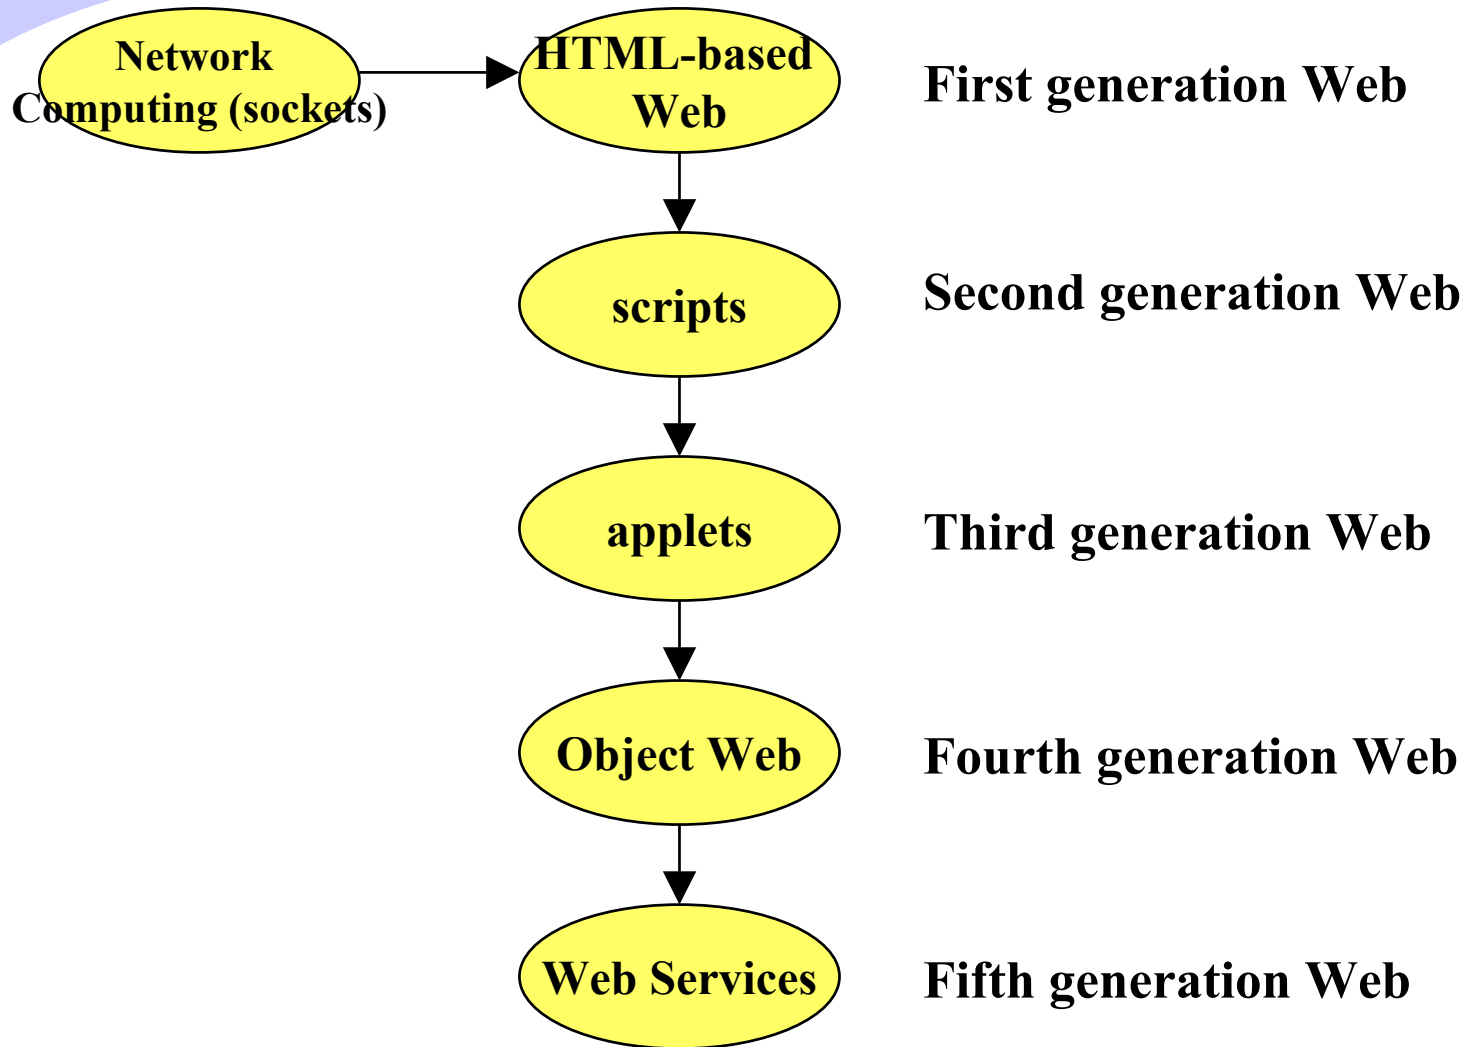 Network
Computing (sockets)
HTML-based
Web
First generation Web
scripts
Second generation Web
applets
Third generation Web
Object Web
Fourth generation Web
Web Services
Fifth generation Web